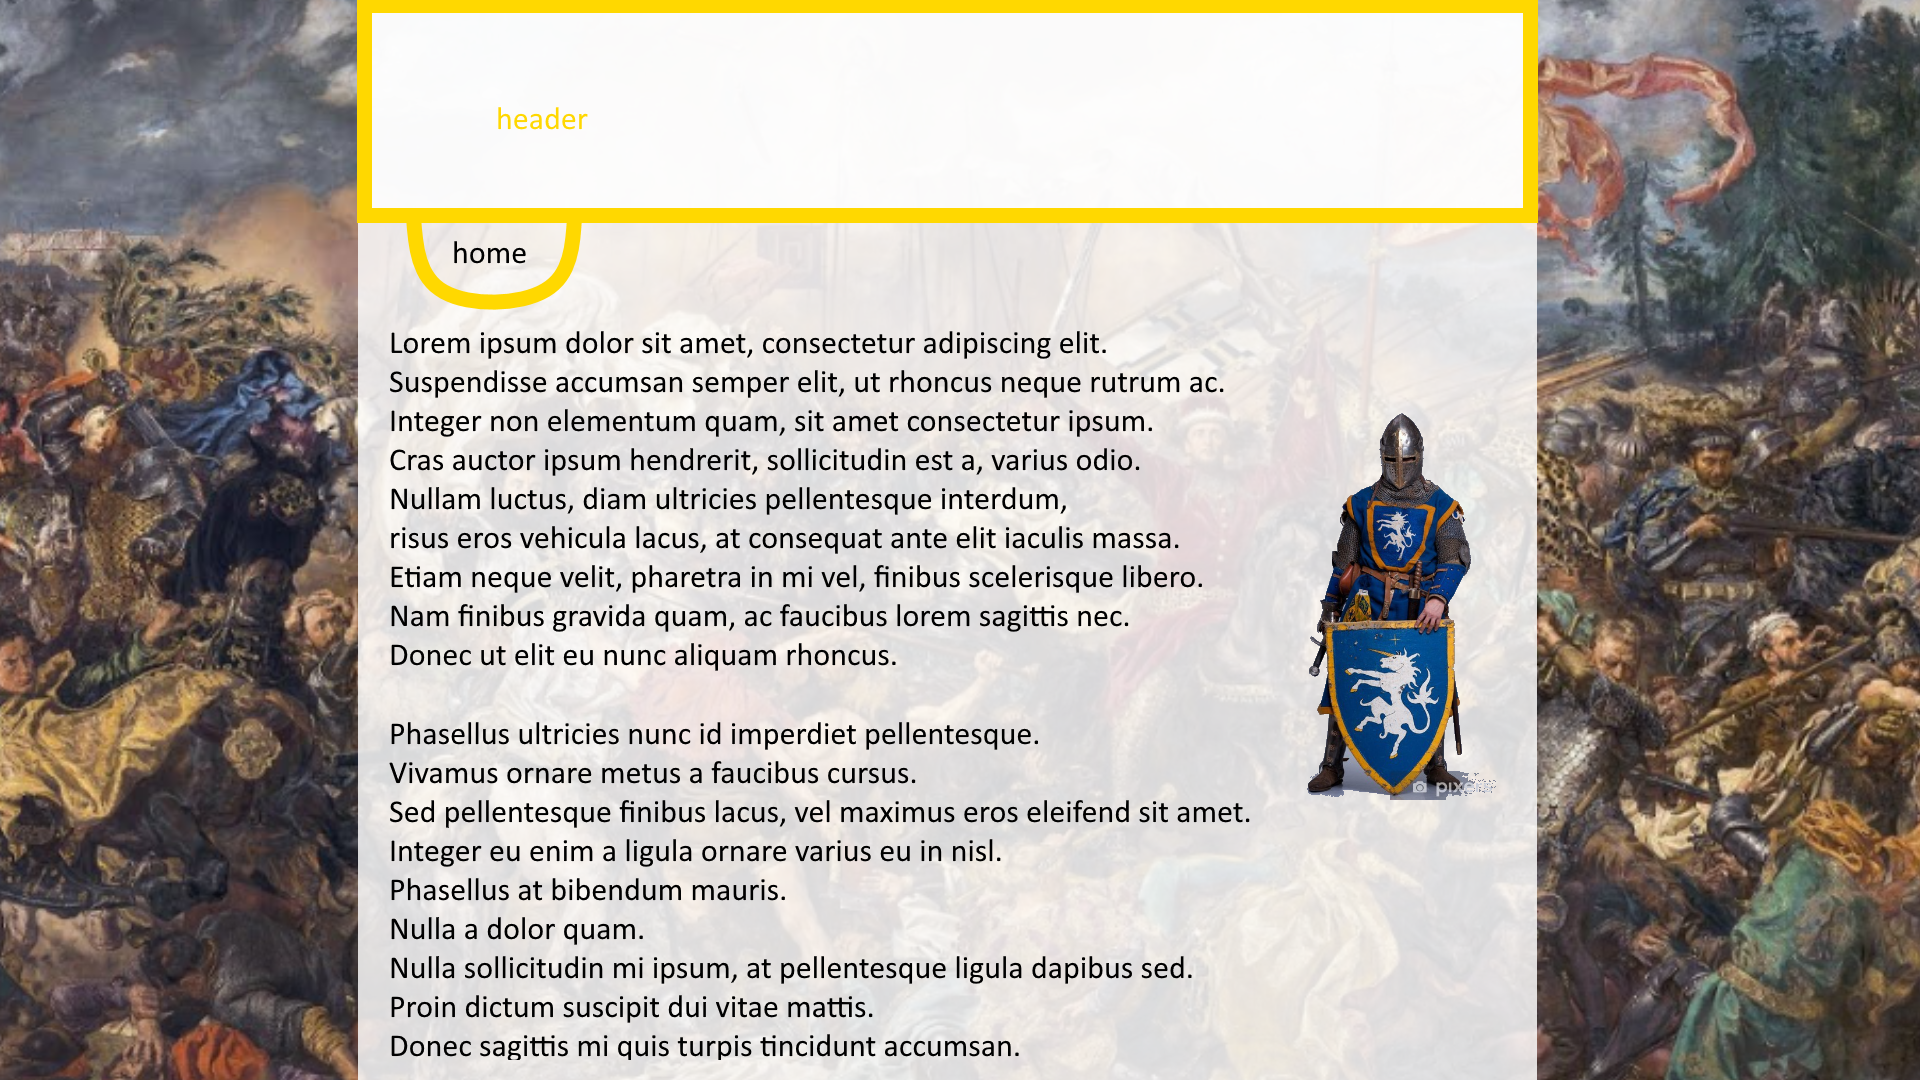 header
home
Lorem ipsum dolor sit amet, consectetur adipiscing elit.
Suspendisse accumsan semper elit, ut rhoncus neque rutrum ac.
Integer non elementum quam, sit amet consectetur ipsum.
Cras auctor ipsum hendrerit, sollicitudin est a, varius odio.
Nullam luctus, diam ultricies pellentesque interdum,
risus eros vehicula lacus, at consequat ante elit iaculis massa.
Etiam neque velit, pharetra in mi vel, finibus scelerisque libero.
Nam finibus gravida quam, ac faucibus lorem sagittis nec.
Donec ut elit eu nunc aliquam rhoncus.
Phasellus ultricies nunc id imperdiet pellentesque.
Vivamus ornare metus a faucibus cursus.
Sed pellentesque finibus lacus, vel maximus eros eleifend sit amet.
Integer eu enim a ligula ornare varius eu in nisl.
Phasellus at bibendum mauris.
Nulla a dolor quam.
Nulla sollicitudin mi ipsum, at pellentesque ligula dapibus sed.
Proin dictum suscipit dui vitae mattis.
Donec sagittis mi quis turpis tincidunt accumsan.